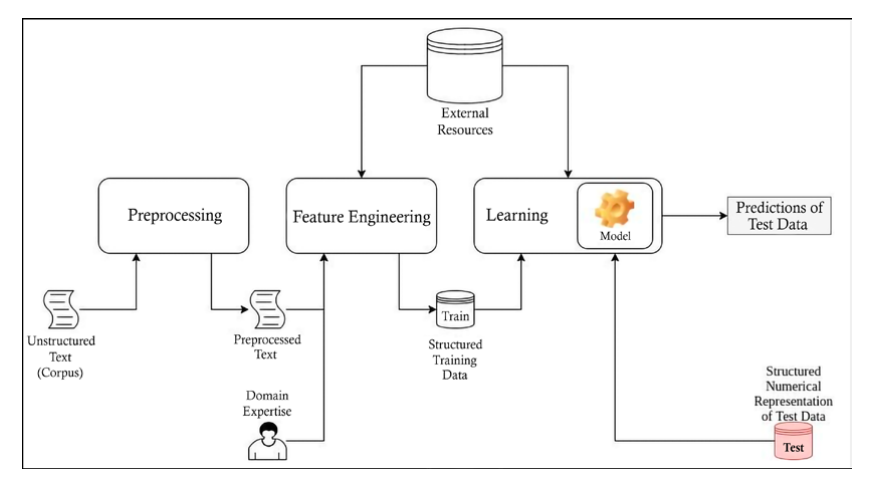 External
Resources
Preprocessing
Feature Engineering
Learning
Model
Predictions of
Test Data
Unstructured
Text
(Corpus)
Preprocessed
Text
Train
Structured
Training
Data
Domain
Expertise
Structured
Numerical
Representation
of Test Data
Test